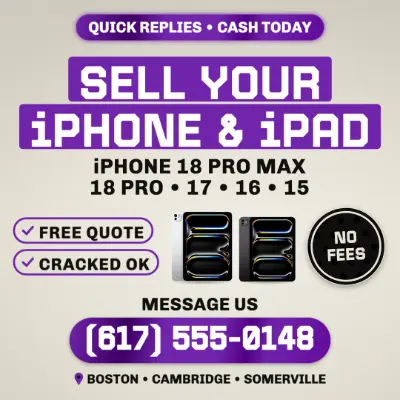 QUICK REPLIES • CASH TODAY
SELL YOUR
iPHONE & iPAD
iPHONE 18 PRO MAX
18 PRO • 17 • 16 • 15
✓ FREE QUOTE
✓ CRACKED OK
NO
FEES
MESSAGE US
(617) 555-0148
BOSTON • CAMBRIDGE • SOMERVILLE